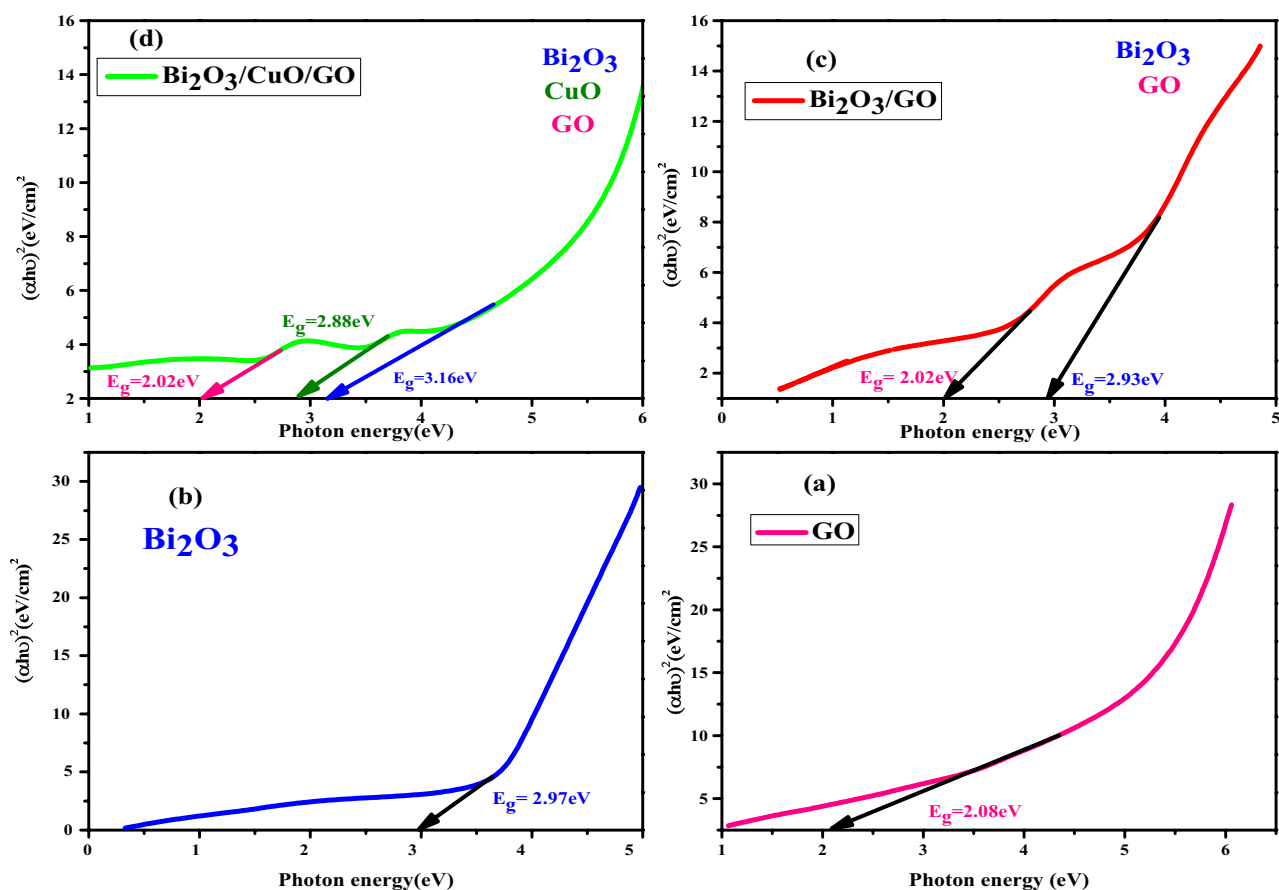 (d)
Bi2O3/CuO/GO
Bi2O3
CuO
GO
Eg=2.02eV
Eg=2.88eV
Eg=3.16eV
(αhυ)2(eV/cm)2
16
14
12
10
8
6
4
2
1 2 3 4 5 6
Photon energy(eV)
(c)
Bi2O3/GO
Bi2O3
GO
Eg= 2.02eV
Eg=2.93eV
(αhυ)2(eV/cm)2
16
14
12
10
8
6
4
2
0 1 2 3 4 5
Photon energy (eV)
(b)
Bi2O3
Eg= 2.97eV
(αhυ)2(eV/cm)2
30
25
20
15
10
5
0
0 1 2 3 4 5
Photon energy(eV)
(a)
GO
Eg=2.08eV
(αhυ)2(eV/cm)2
30
25
20
15
10
5
1 2 3 4 5 6
Photon energy (eV)